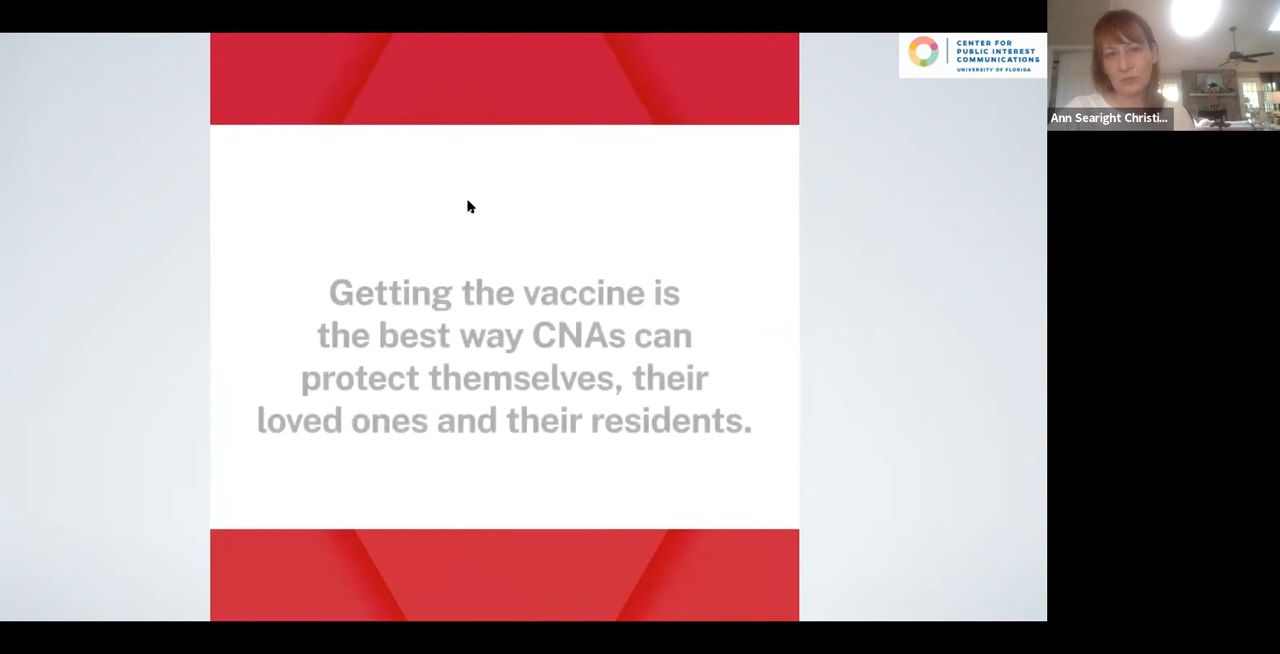 CENTER FOR
PUBLIC INTEREST
COMMUNICATIONS
UNIVERSITY OF FLORIDA
Ann Searight Christi...
Getting the vaccine is
the best way CNAs can
protect themselves, their
loved ones and their residents.